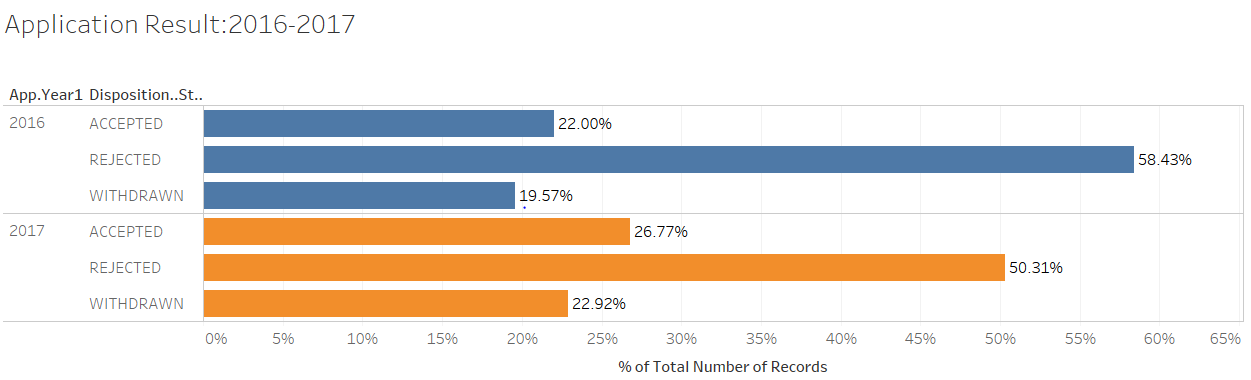 Application Result:2016-2017
App.Year1 Disposition..St..
2016 ACCEPTED 22.00%
REJECTED 58.43%
WITHDRAWN 19.57%
2017 ACCEPTED 26.77%
REJECTED 50.31%
WITHDRAWN 22.92%
0% 5% 10% 15% 20% 25% 30% 35% 40% 45% 50% 55% 60% 65%
% of Total Number of Records